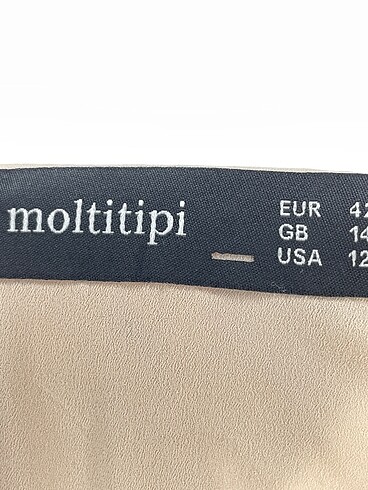 moltitipi
EUR 42
GB 14
USA 12